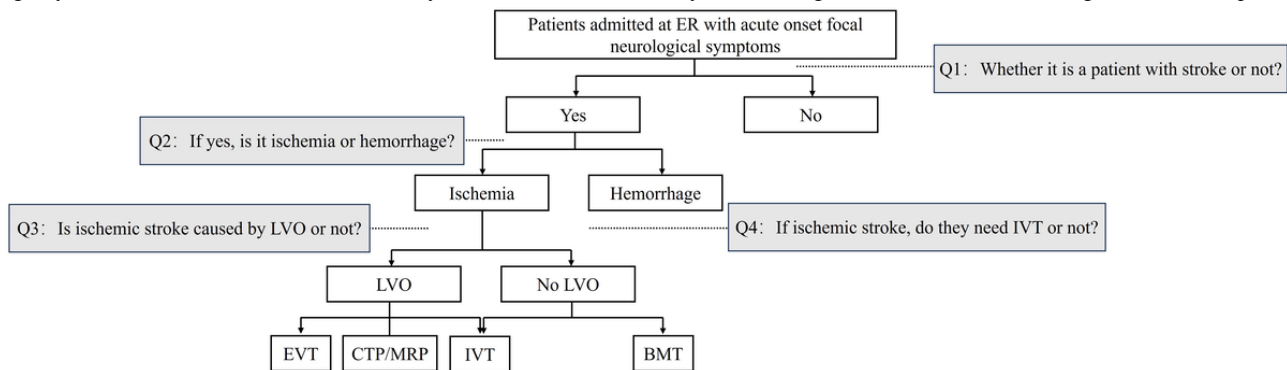 Patients admitted at ER with acute onset focal
neurological symptoms
Q1: Whether it is a patient with stroke or not?
Yes
No
Q2: If yes, is it ischemia or hemorrhage?
Ischemia
Hemorrhage
Q3: Is ischemic stroke caused by LVO or not?
Q4: If ischemic stroke, do they need IVT or not?
LVO
No LVO
EVT
CTP/MRP
IVT
BMT